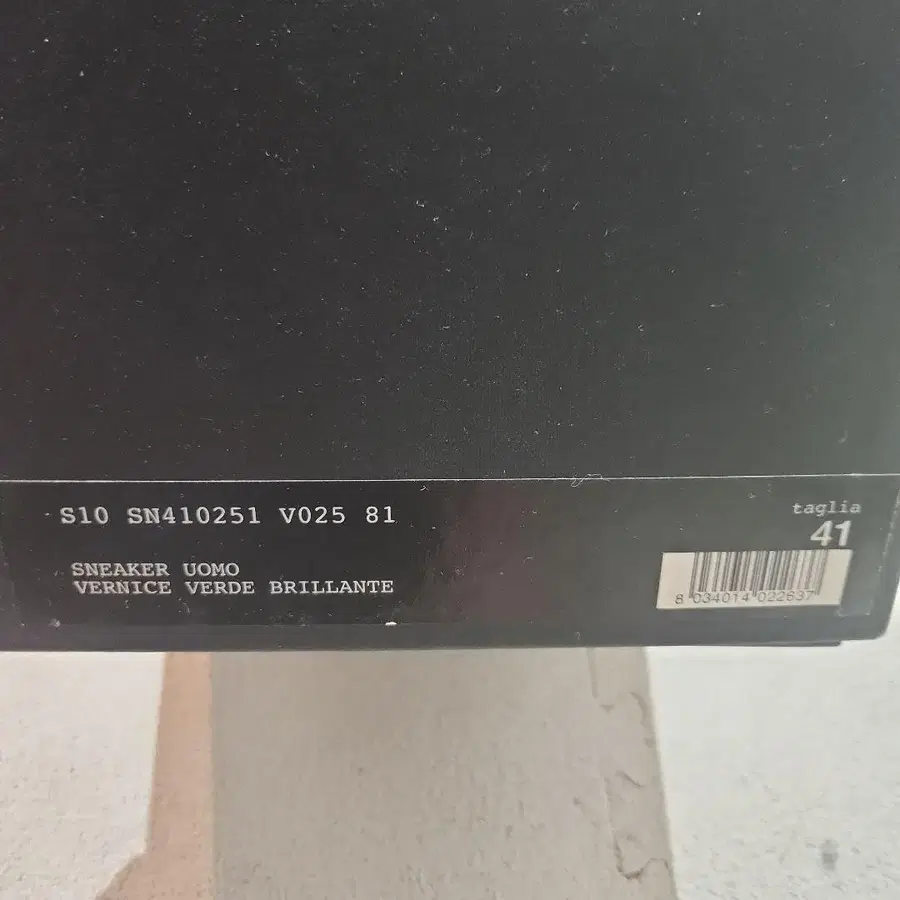 S10 SN410251 V025 81
SNEAKER UOMO
VERNICE VERDE BRILLANTE
taglia
41
8 034014 022637